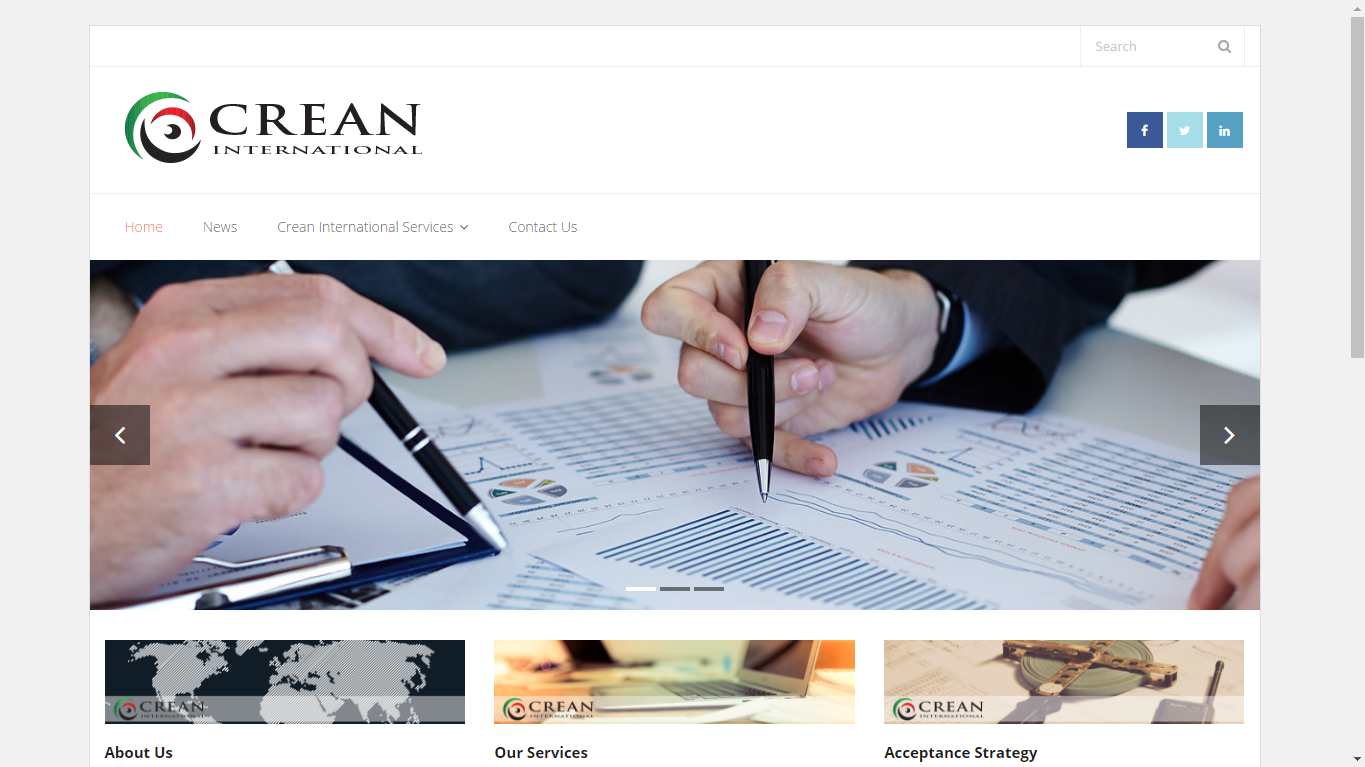 Search
CREAN
INTERNATIONAL
Home
News
Crean International Services
Contact Us
CREAN
INTERNATIONAL
CREAN
INTERNATIONAL
CREAN
INTERNATIONAL
About Us
Our Services
Acceptance Strategy